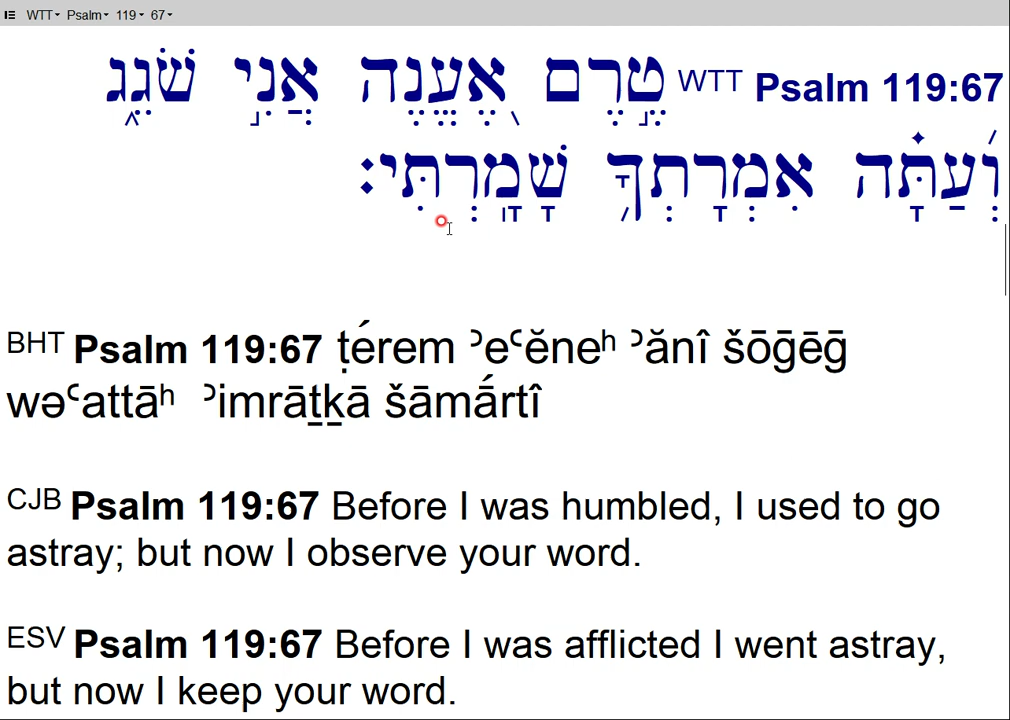 WTT Psalm 119 67
WTT Psalm 119:67 טֶ֣רֶם אֶ֭עֱנֶה אֲנִ֣י שֹׁגֵ֑ג
וְ֝עַתָּ֗ה אִמְרָתְךָ֥ שָׁמָֽרְתִּי׃
BHT Psalm 119:67 ṭérem ʾeʿĕneʰ ʾănî šōḡēḡ
wəʿattāʰ ʾimrāṯḵā šāmā́rtî
CJB Psalm 119:67 Before I was humbled, I used to go
astray; but now I observe your word.
ESV Psalm 119:67 Before I was afflicted I went astray,
but now I keep your word.